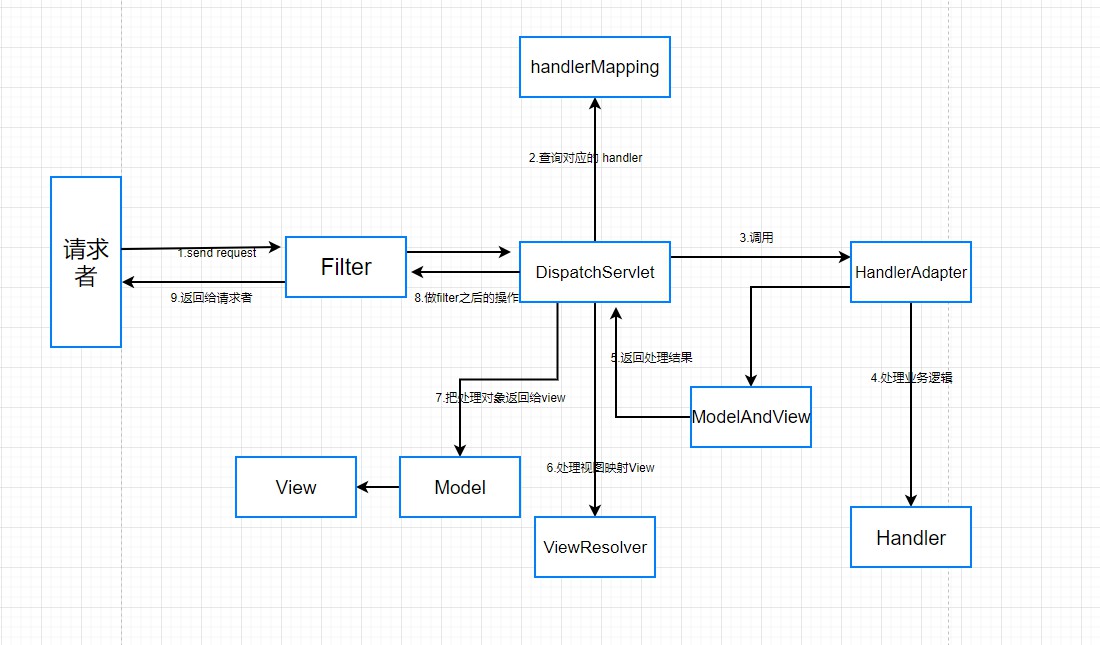 handlerMapping
2.查询对应的 handler
请求
者
1.send request
Filter
DispatchServlet
3.调用
HandlerAdapter
9.返回给请求者
8.做filter之后的操作
5.返回处理结果
4.处理业务逻辑
7.把处理对象返回给view
ModelAndView
6.处理视图映射View
View
Model
ViewResolver
Handler